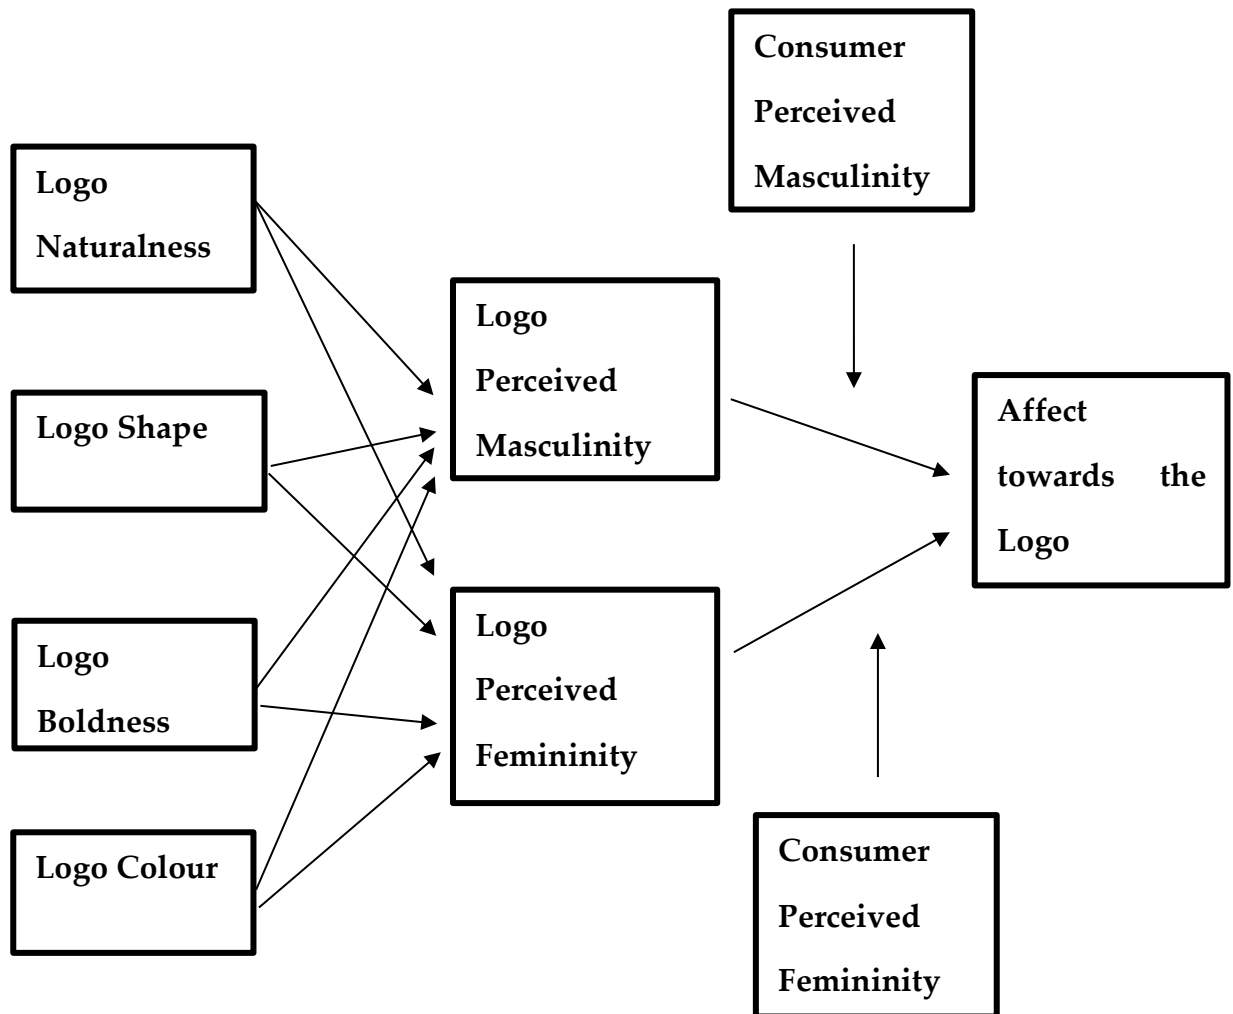 Consumer
Perceived
Masculinity
Logo
Naturalness
Logo
Perceived
Masculinity
Logo Shape
Affect
towards the
Logo
Logo
Perceived
Femininity
Logo
Boldness
Logo Colour
Consumer
Perceived
Femininity